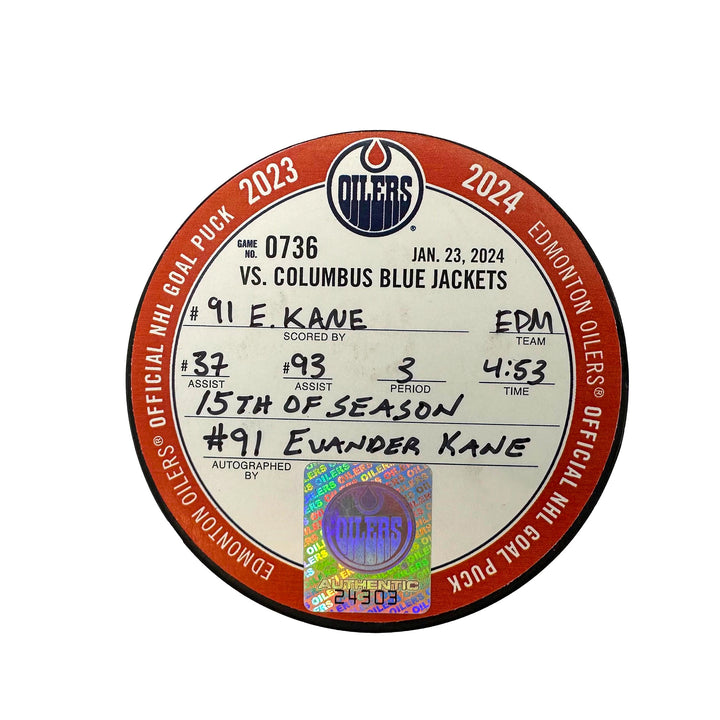 2023
2024
OILERS
®
EDMONTON OILERS® OFFICIAL NHL GOAL PUCK
EDMONTON OILERS® OFFICIAL NHL GOAL PUCK
GAME NO. 0736
JAN. 23, 2024
VS. COLUMBUS BLUE JACKETS
# 91 E. KANE EDM
SCORED BY TEAM
#37 #93 3 4:53
ASSIST ASSIST PERIOD TIME
15TH OF SEASON
#91 EVANDER KANE
AUTOGRAPHED BY
OILERS
AUTHENTIC
24303